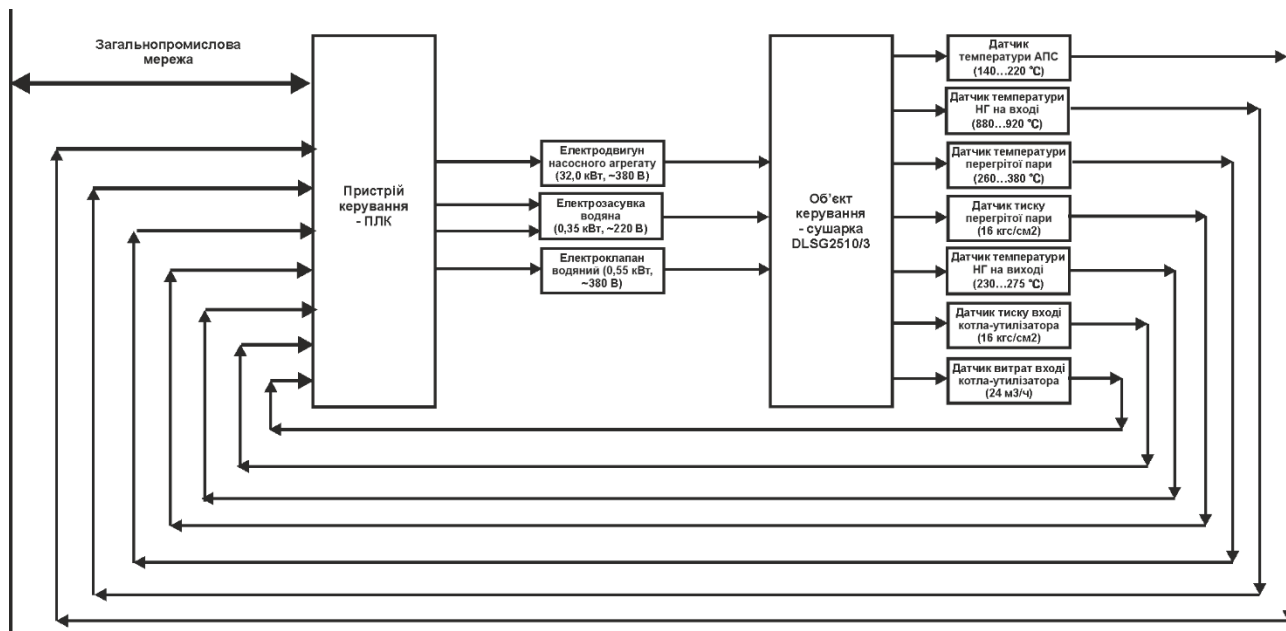 Загальнопромислова
мережа
Пристрій
керування
- ПЛК
Електродвигун
насосного агрегату
(32,0 кВт, ~380 В)
Електрозасувка
водяна
(0,35 кВт, ~220 В)
Електроклапан
водяний (0,55 кВт,
~380 В)
Об'єкт
керування
- сушарка
DLSG2510/3
Датчик
температури АПС
(140...220 ℃)
Датчик температури
НГ на вході
(880...920 ℃)
Датчик температури
перегрітої пари
(260...380 ℃)
Датчик тиску
перегрітої пари
(16 кгс/см2)
Датчик температури
НГ на виході
(230...275 ℃)
Датчик тиску вході
котла-утилізатора
(16 кгс/см2)
Датчик витрат вході
котла-утилізатора
(24 м3/ч)